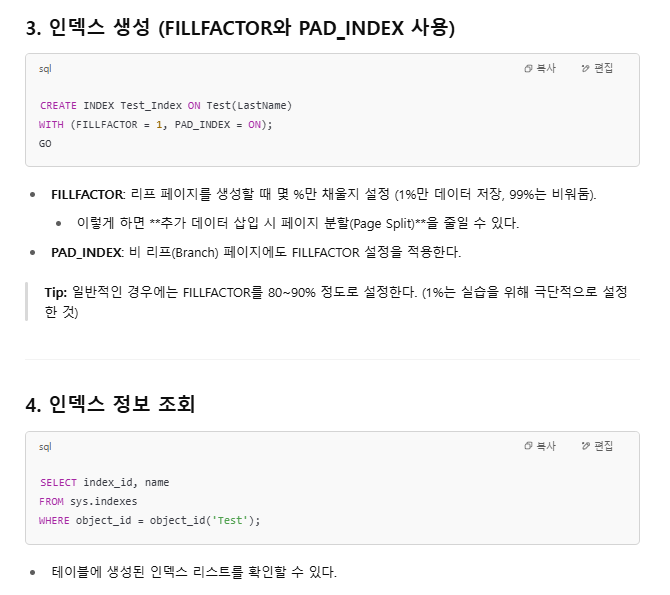 3. 인덱스 생성 (FILLFACTOR와 PAD_INDEX 사용)
sql
복사
편집
CREATE INDEX Test_Index ON Test(LastName)
WITH (FILLFACTOR = 1, PAD_INDEX = ON);
GO
FILLFACTOR: 리프 페이지를 생성할 때 몇 %만 채울지 설정 (1%만 데이터 저장, 99%는 비워둠).
이렇게 하면 **추가 데이터 삽입 시 페이지 분할(Page Split)**을 줄일 수 있다.
PAD_INDEX: 비 리프(Branch) 페이지에도 FILLFACTOR 설정을 적용한다.
Tip: 일반적인 경우에는 FILLFACTOR를 80~90% 정도로 설정한다. (1%는 실습을 위해 극단적으로 설정
한 것)
4. 인덱스 정보 조회
sql
복사
편집
SELECT index_id, name
FROM sys.indexes
WHERE object_id = object_id('Test');
테이블에 생성된 인덱스 리스트를 확인할 수 있다.